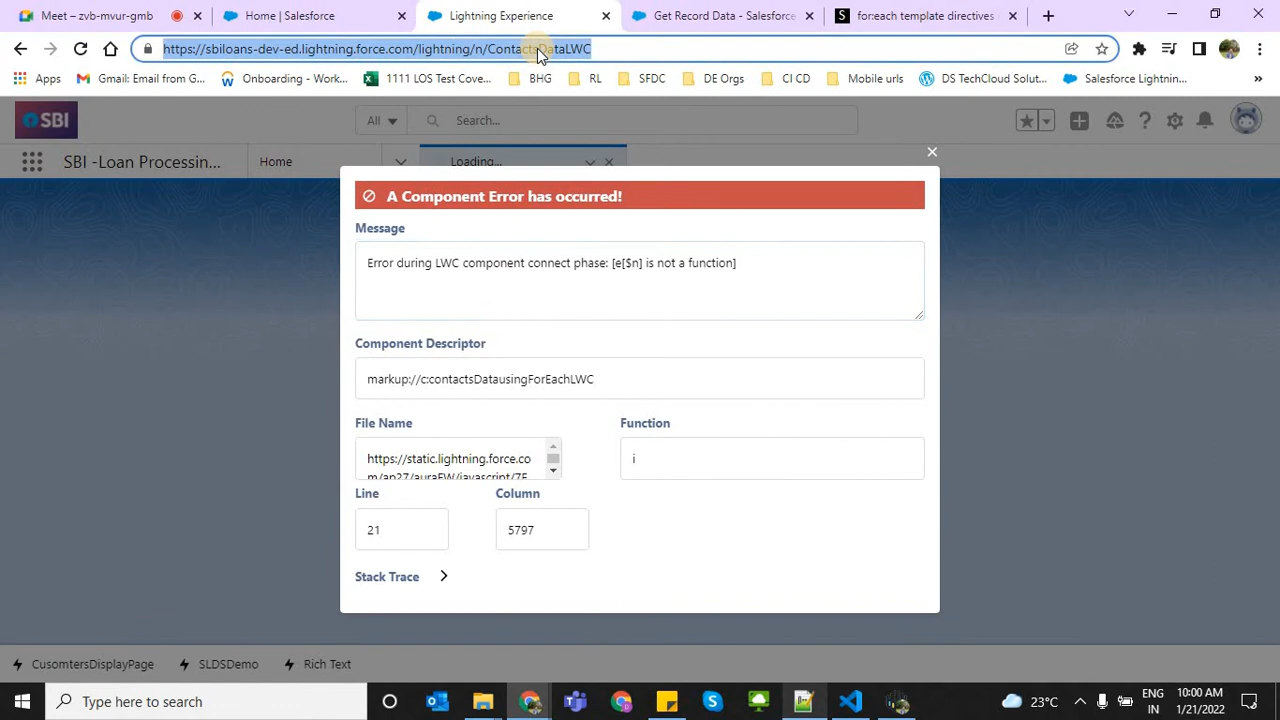 Meet – zvb-mvur-gmb
Home | Salesforce
Lightning Experience
Get Record Data - Salesforce
foreach template directives
https://sbiloans-dev-ed.lightning.force.com/lightning/n/ContactsDataLWC
Apps
Gmail: Email from G...
Onboarding - Work...
1111 LOS Test Cove...
BHG
RL
SFDC
DE Orgs
CI CD
Mobile urls
DS TechCloud Solut...
Salesforce Lightnin...
»
SBI
All
Search...
SBI -Loan Processin...
Home
Loading...
A Component Error has occurred!
Message
Error during LWC component connect phase: [e[$n] is not a function]
Component Descriptor
markup://c:contactsDatausingForEachLWC
File Name
Function
https://static.lightning.force.co
m/ap27/auraFW/javascript/7F
i
Line
Column
21
5797
Stack Trace
CusomtersDisplayPage
SLDSDemo
Rich Text
Type here to search
23°C
ENG
IN
10:00 AM
1/21/2022